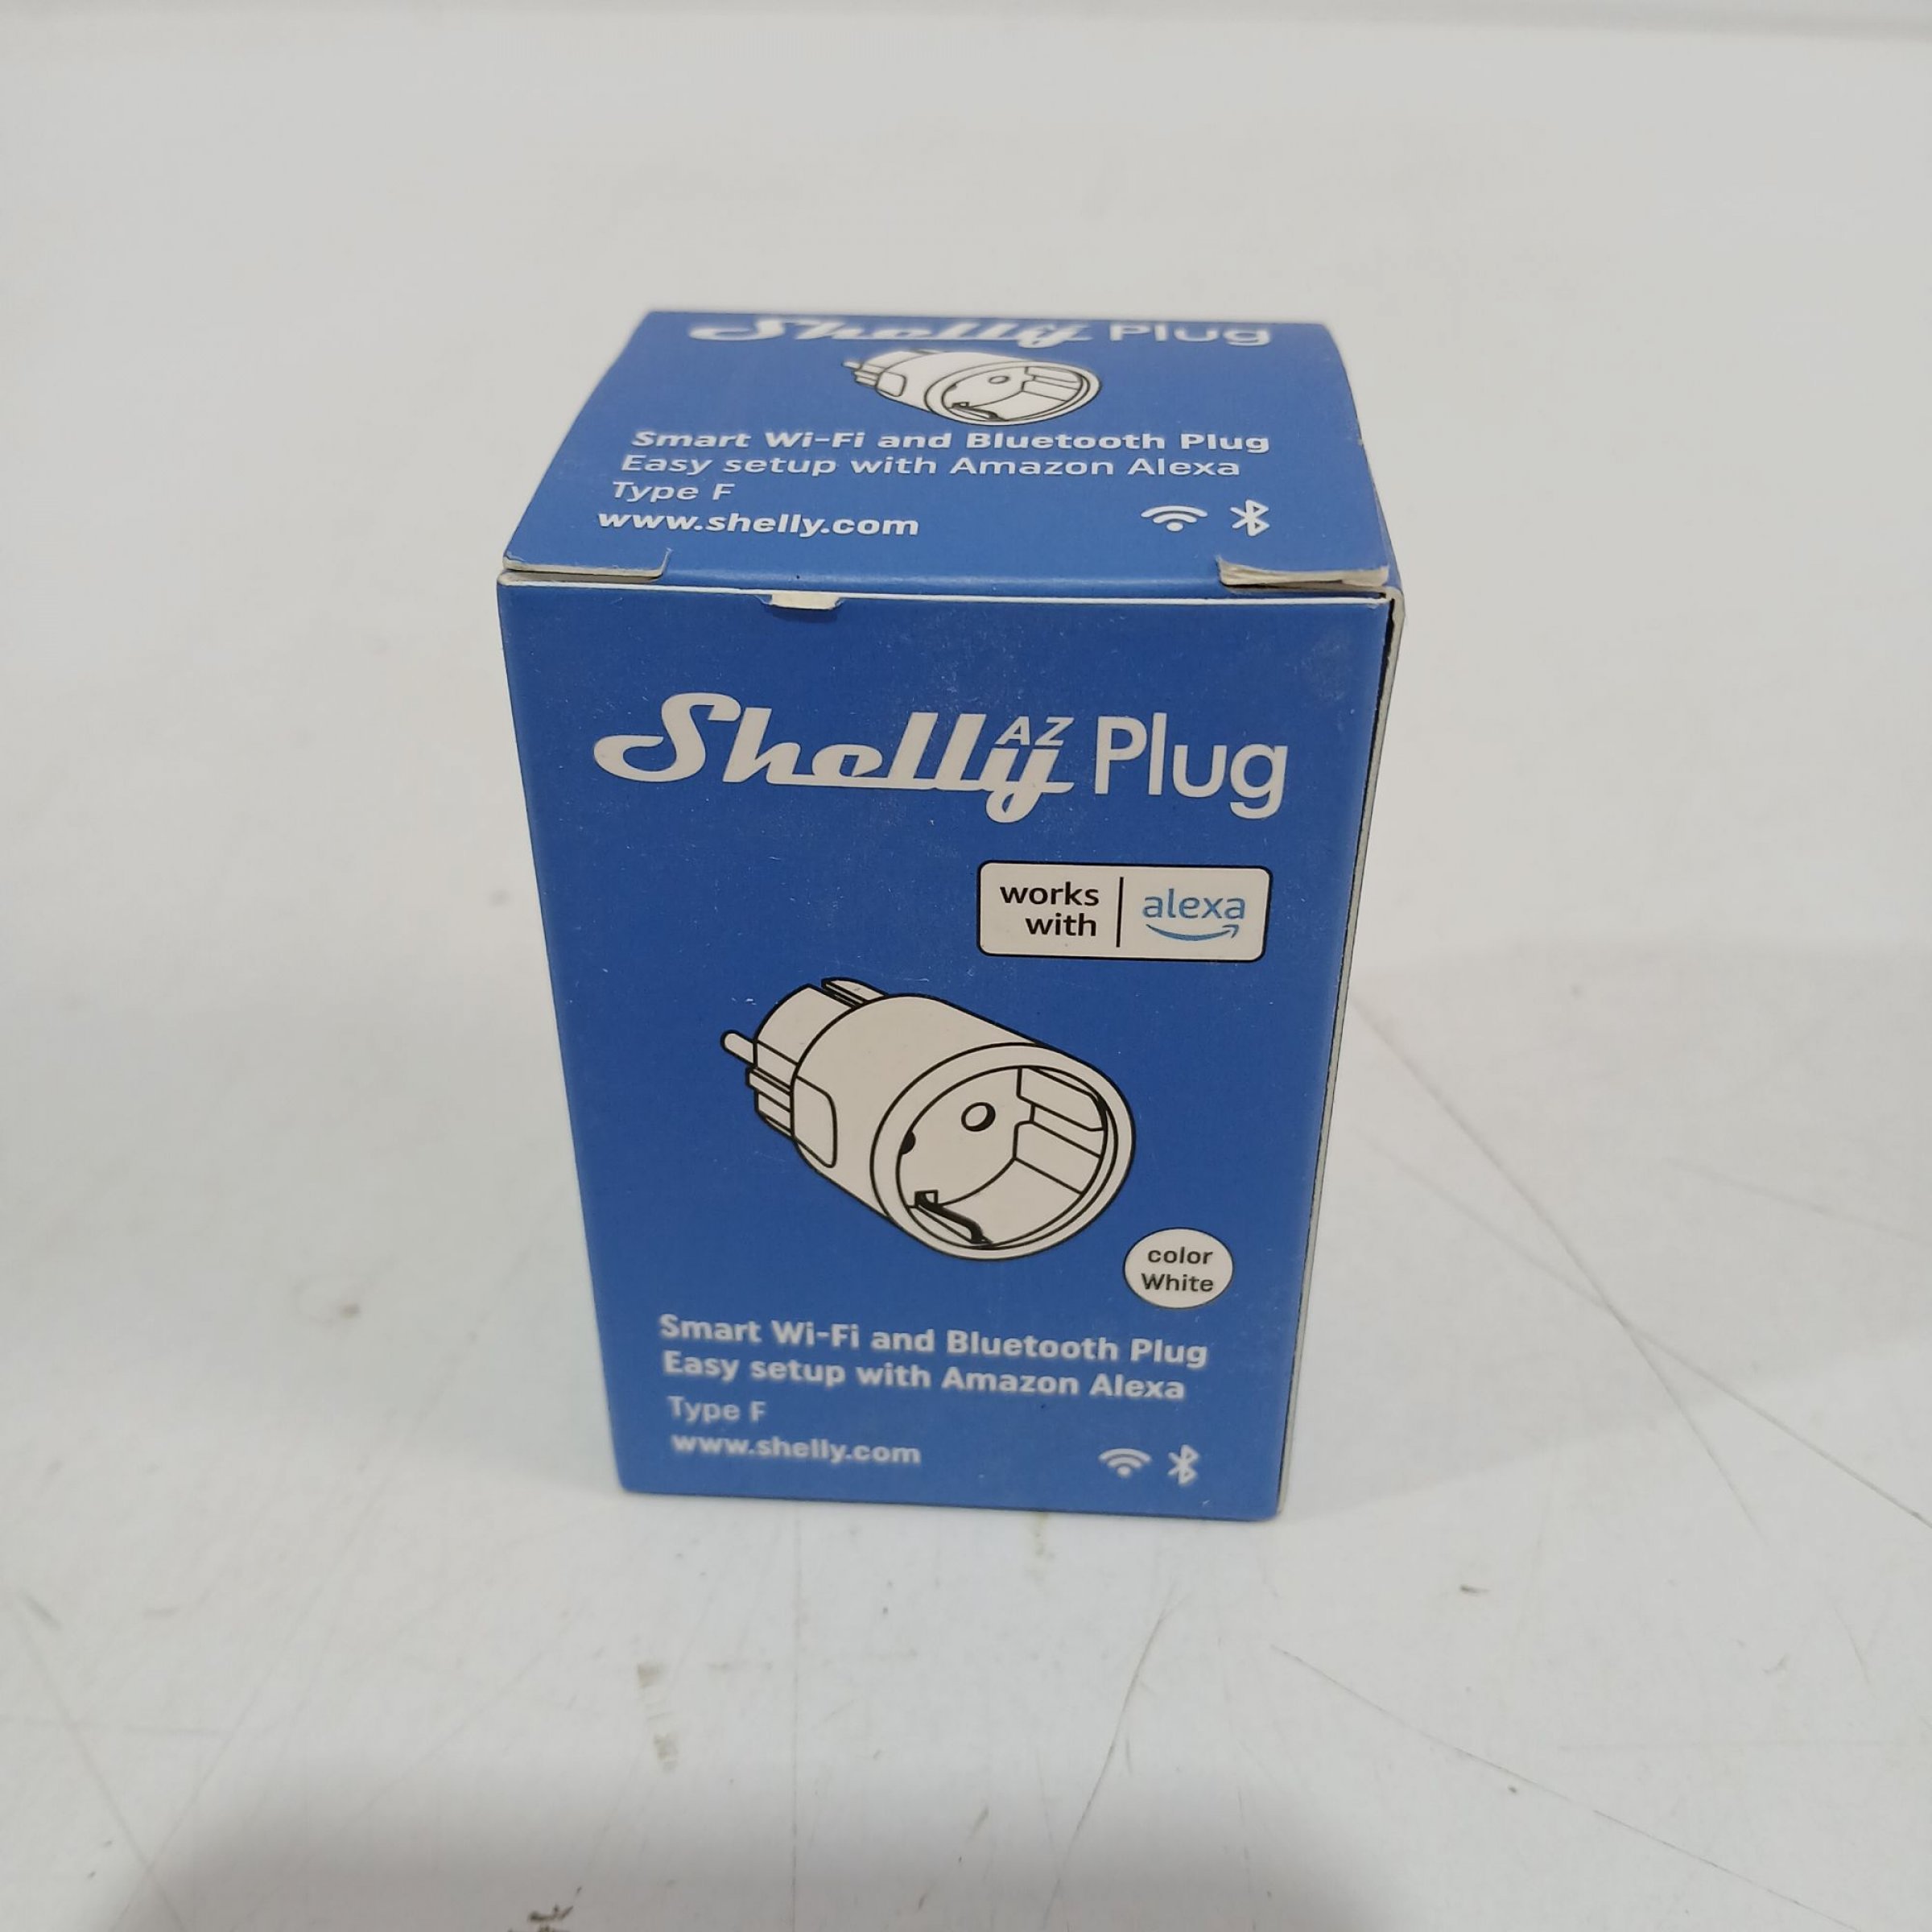 Shelly Plug
Smart Wi-Fi and Bluetooth Plug
Easy setup with Amazon Alexa
Type F
www.shelly.com
Shelly AZ Plug
works with
alexa
color
White
Smart Wi-Fi and Bluetooth Plug
Easy setup with Amazon Alexa
Type F
www.shelly.com